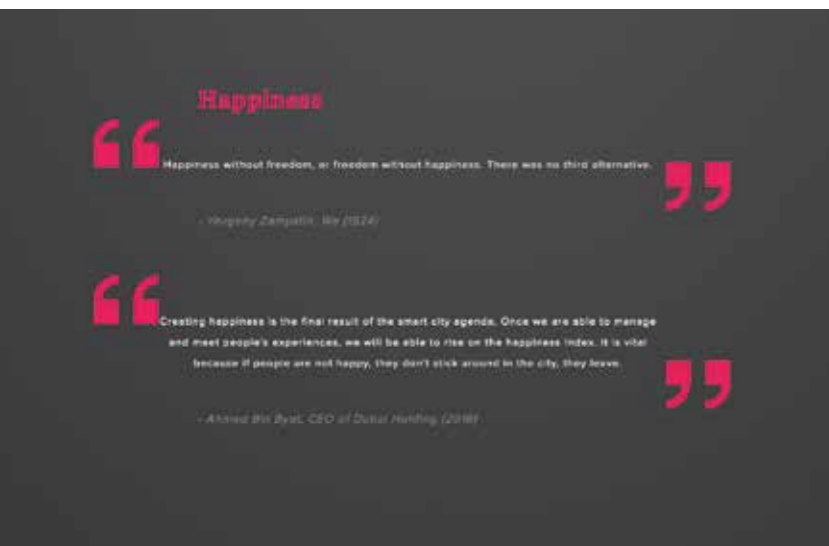 Happiness
“ Happiness without freedom, or freedom without happiness. There was no third alternative. ”
- Yevgeny Zamyatin, We (1924)
“ Creating happiness is the final result of the smart city agenda. Once we are able to manage
and meet people's experiences, we will be able to rise on the happiness index. It is vital
because if people are not happy, they don't stick around in the city, they leave. ”
- Ahmed Bin Byat, CEO of Dubai Holding (2016)